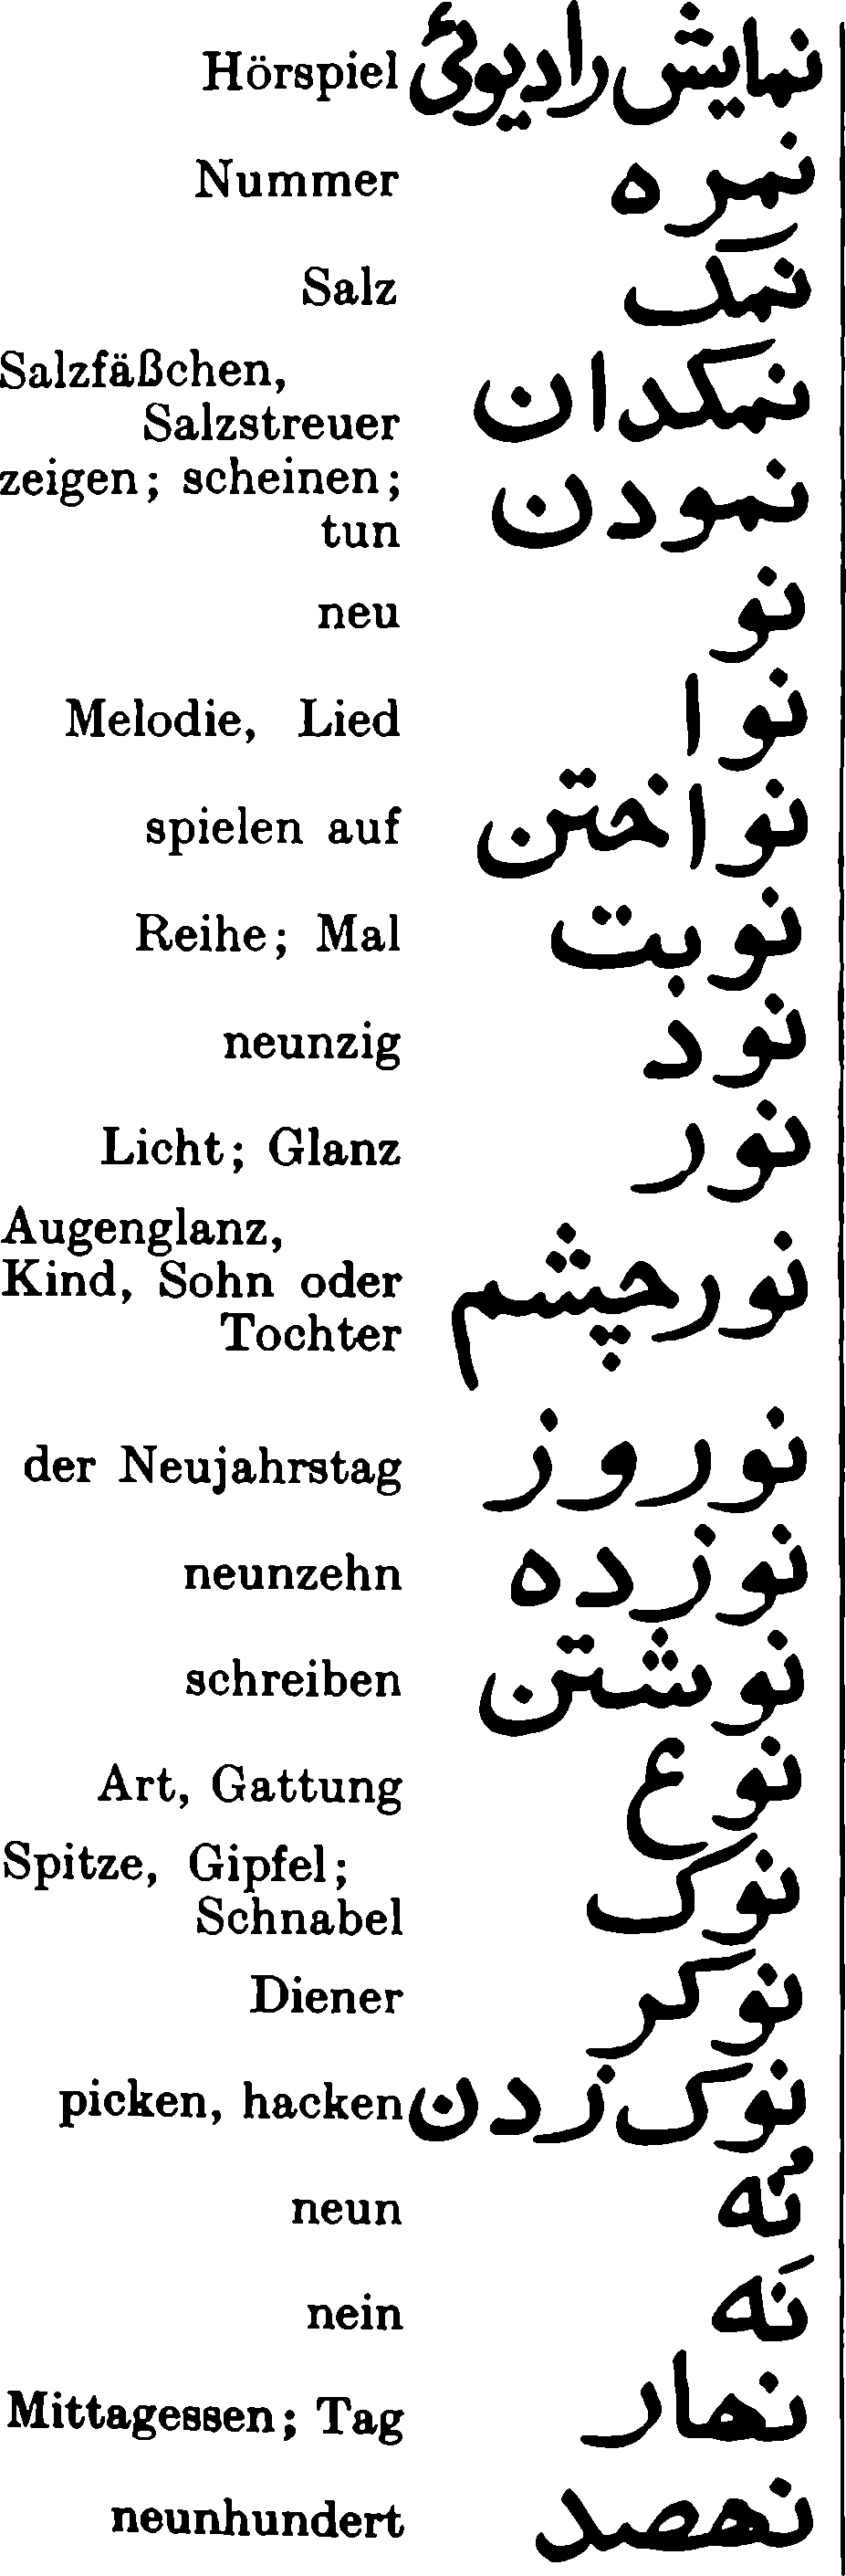 Hörspiel نمایش رادیوئی
Nummer نمره
Salz نمک
Salzfäßchen,
Salzstreuer نمکدان
zeigen; scheinen;
tun نمودن
neu نو
Melodie, Lied نوا
spielen auf نواختن
Reihe; Mal نوبت
neunzig نود
Licht; Glanz نور
Augenglanz,
Kind, Sohn oder نورچشم
Tochter
der Neujahrstag نوروز
neunzehn نوزده
schreiben نوشتن
Art, Gattung نوع
Spitze, Gipfel;
Schnabel نوک
Diener نوکر
picken, hacken نوک زدن
neun نُه
nein نَه
Mittagessen; Tag نهار
neunhundert نهصد